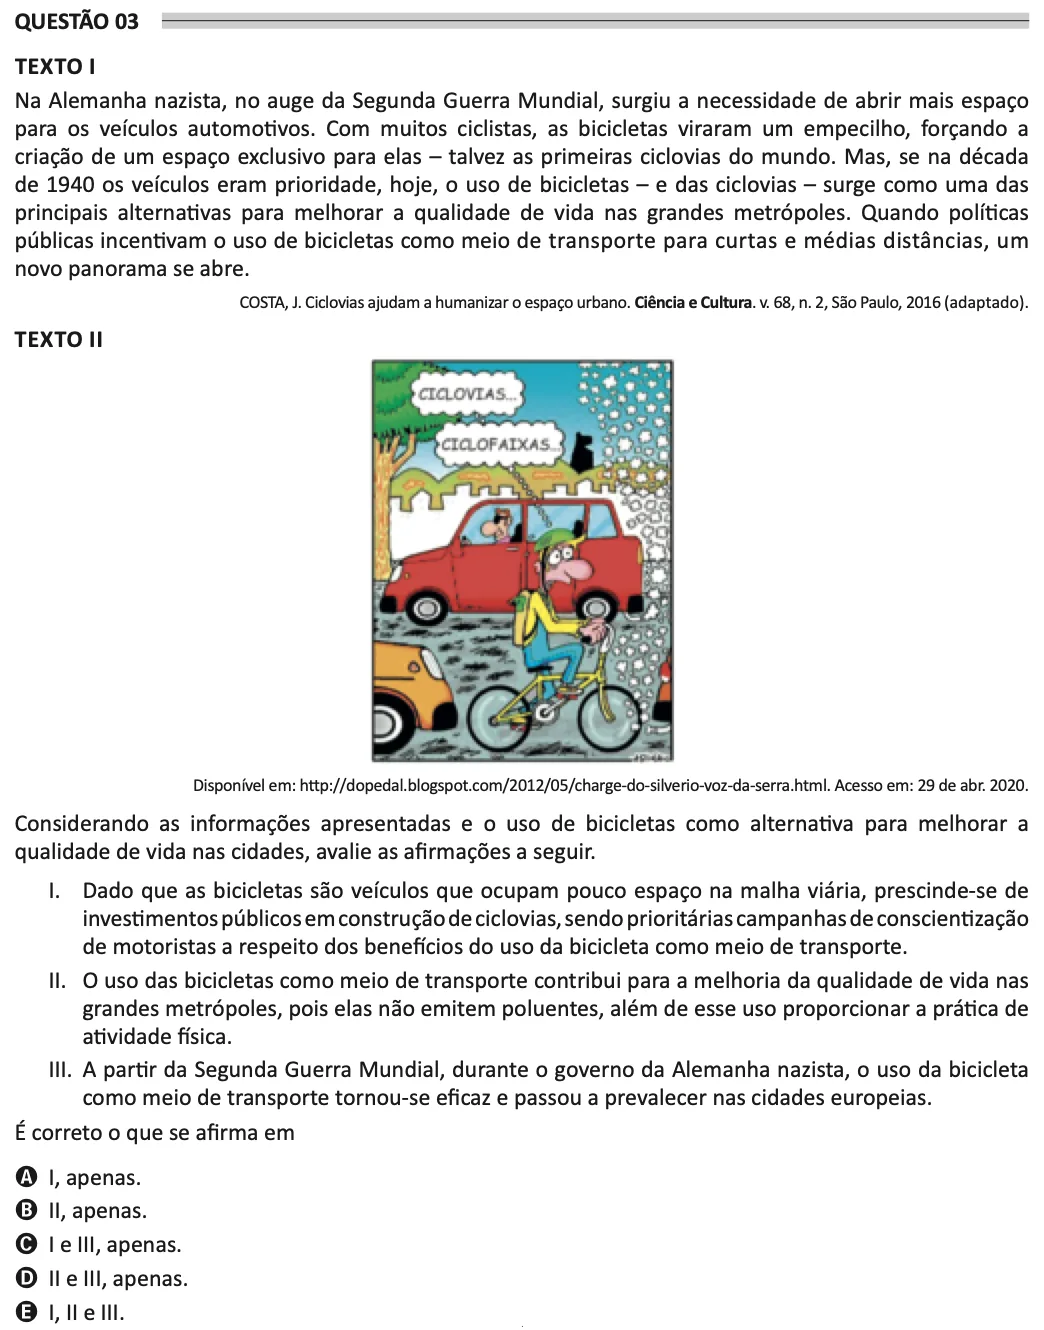 QUESTÃO 03
TEXTO I
Na Alemanha nazista, no auge da Segunda Guerra Mundial, surgiu a necessidade de abrir mais espaço
para os veículos automotivos. Com muitos ciclistas, as bicicletas viraram um empecilho, forçando a
criação de um espaço exclusivo para elas – talvez as primeiras ciclovias do mundo. Mas, se na década
de 1940 os veículos eram prioridade, hoje, o uso de bicicletas – e das ciclovias – surge como uma das
principais alternativas para melhorar a qualidade de vida nas grandes metrópoles. Quando políticas
públicas incentivam o uso de bicicletas como meio de transporte para curtas e médias distâncias, um
novo panorama se abre.
COSTA, J. Ciclovias ajudam a humanizar o espaço urbano. Ciência e Cultura. v. 68, n. 2, São Paulo, 2016 (adaptado).
TEXTO II
CICLOVIAS...
CICLOFAIXAS...
Disponível em: http://dopedal.blogspot.com/2012/05/charge-do-silverio-voz-da-serra.html. Acesso em: 29 de abr. 2020.
Considerando as informações apresentadas e o uso de bicicletas como alternativa para melhorar a
qualidade de vida nas cidades, avalie as afirmações a seguir.
I. Dado que as bicicletas são veículos que ocupam pouco espaço na malha viária, prescinde-se de
investimentos públicos em construção de ciclovias, sendo prioritárias campanhas de conscientização
de motoristas a respeito dos benefícios do uso da bicicleta como meio de transporte.
II. O uso das bicicletas como meio de transporte contribui para a melhoria da qualidade de vida nas
grandes metrópoles, pois elas não emitem poluentes, além de esse uso proporcionar a prática de
atividade física.
III. A partir da Segunda Guerra Mundial, durante o governo da Alemanha nazista, o uso da bicicleta
como meio de transporte tornou-se eficaz e passou a prevalecer nas cidades europeias.
É correto o que se afirma em
A I, apenas.
B II, apenas.
C I e III, apenas.
D II e III, apenas.
E I, II e III.